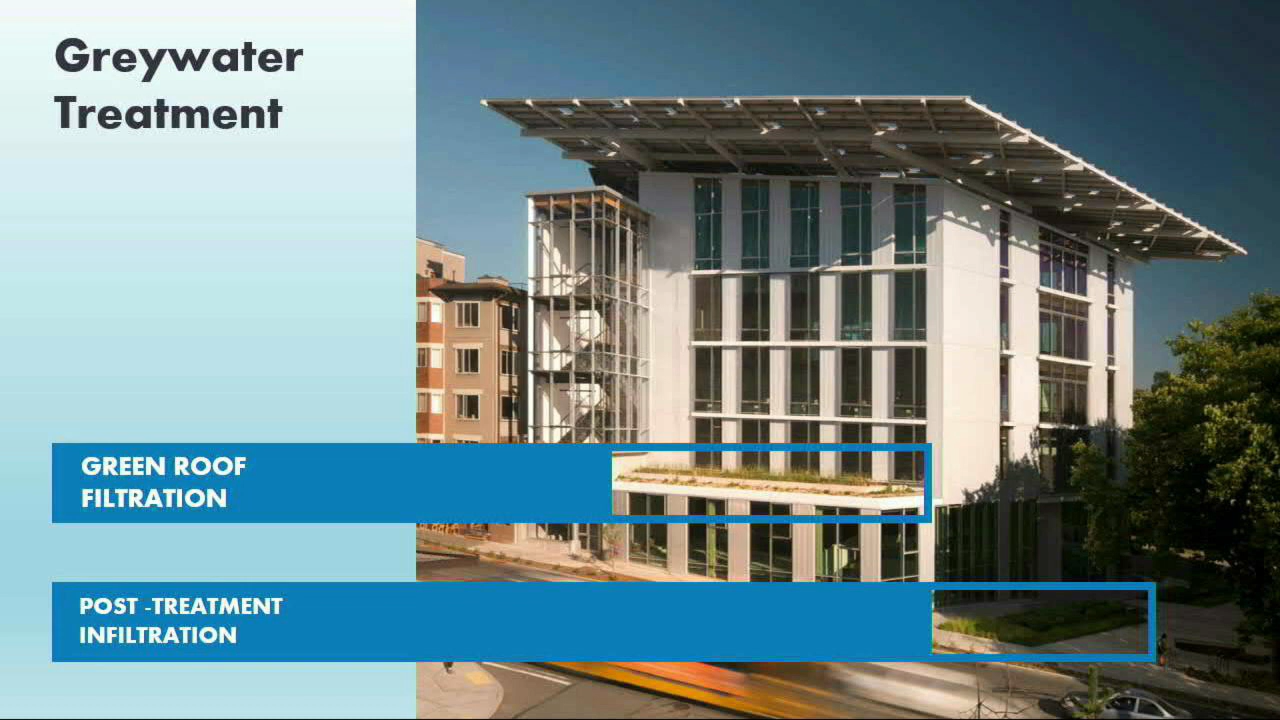 Greywater
Treatment
GREEN ROOF
FILTRATION
POST -TREATMENT
INFILTRATION